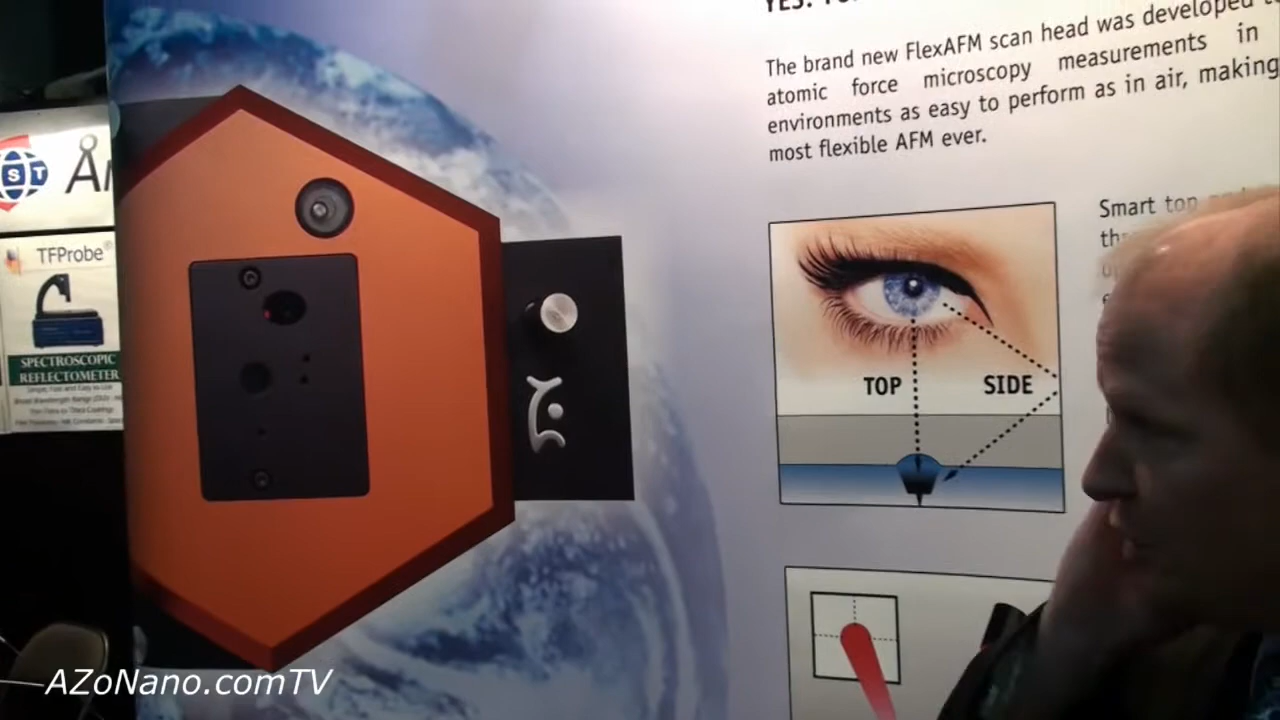 The brand new FlexAFM scan head was developed
atomic force microscopy measurements in
environments as easy to perform as in air, making
most flexible AFM ever.
Smart top
TOP
SIDE
ST
TFProbe®
SPECTROSCOPIC
REFLECTOMETER
AZoNano.comTV